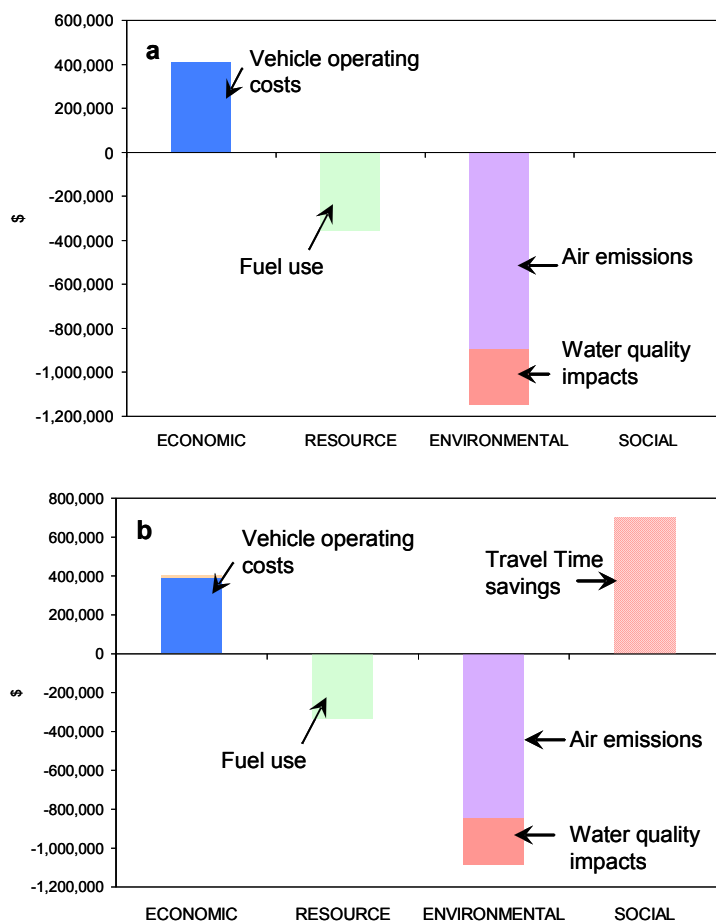 600,000
a
Vehicle operating
costs
400,000
200,000
0
-200,000
$
Fuel use
-400,000
Air emissions
-600,000
-800,000
Water quality
impacts
-1,000,000
-1,200,000
ECONOMIC RESOURCE ENVIRONMENTAL SOCIAL
800,000
b
Vehicle operating
costs
600,000
Travel Time
savings
400,000
200,000
0
$
-200,000
-400,000
Fuel use
Air emissions
-600,000
-800,000
Water quality
impacts
-1,000,000
-1,200,000
ECONOMIC RESOURCE ENVIRONMENTAL SOCIAL